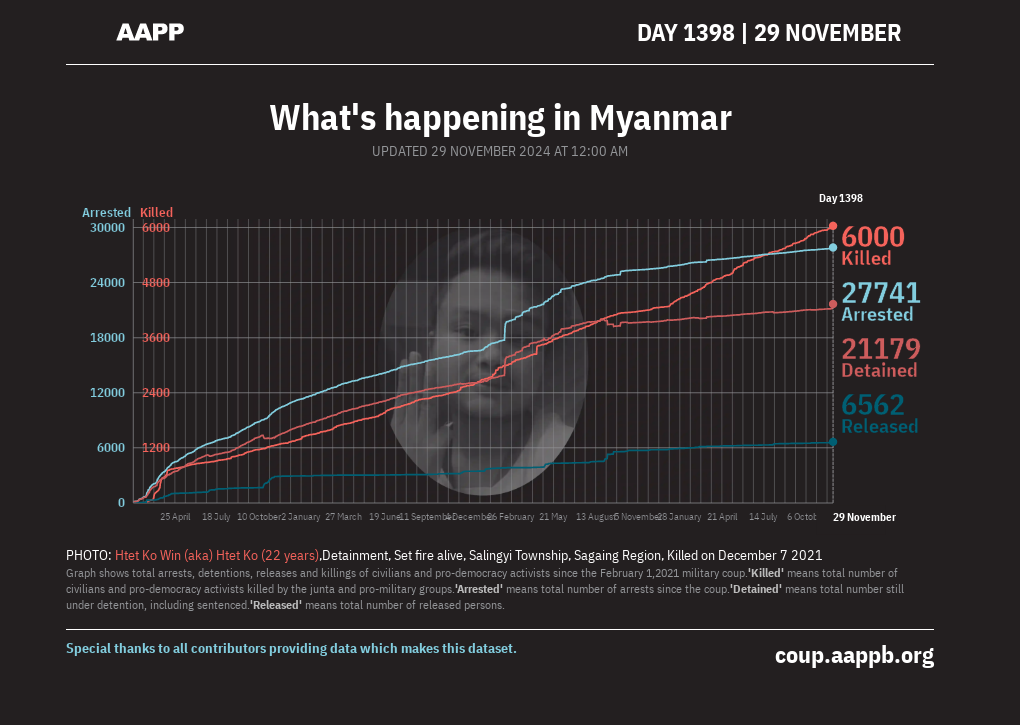 AAPP
DAY 1398 | 29 NOVEMBER
What's happening in Myanmar
UPDATED 29 NOVEMBER 2024 AT 12:00 AM
Day 1398
Arrested Killed
30000 6000
24000 4800
18000 3600
12000 2400
6000 1200
0
6000
Killed
27741
Arrested
21179
Detained
6562
Released
25 April 18 July 10 October 2 January 27 March 19 June 11 September 4 December 26 February 21 May 13 August 5 November 28 January 21 April 14 July 6 Octob 29 November
PHOTO: Htet Ko Win (aka) Htet Ko (22 years),Detainment, Set fire alive, Salingyi Township, Sagaing Region, Killed on December 7 2021
Graph shows total arrests, detentions, releases and killings of civilians and pro-democracy activists since the February 1,2021 military coup.'Killed' means total number of
civilians and pro-democracy activists killed by the junta and pro-military groups.'Arrested' means total number of arrests since the coup.'Detained' means total number still
under detention, including sentenced.'Released' means total number of released persons.
Special thanks to all contributors providing data which makes this dataset.
coup.aappb.org